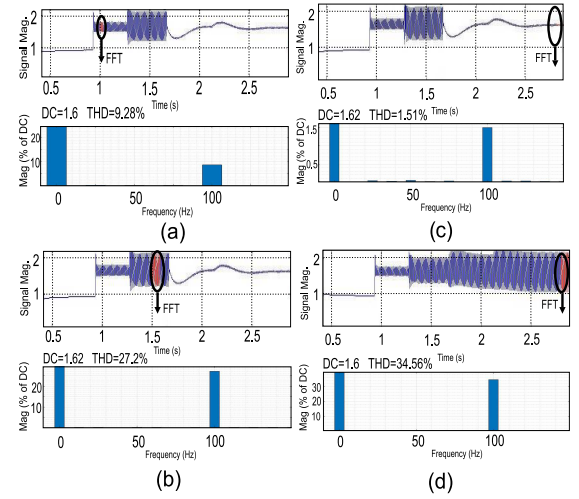 Signal Mag.
2
1
FFT
0.5 1 1.5 2 2.5
Time (s)
DC=1.6 THD=9.28%
Mag (% of DC)
20
10
0 50 100
Frequency (Hz)
(a)
Signal Mag.
2
1
FFT
0.5 1 1.5 2 2.5
Time (s)
DC=1.62 THD=1.51%
Mag (% of DC)
1.5
0.5
0 50 100
Frequency (Hz)
(c)
Signal Mag.
2
1
FFT
0.5 1 1.5 2 2.5
Time (s)
DC=1.62 THD=27.2%
Mag (% of DC)
20
10
0 50 100
Frequency (Hz)
(b)
Signal Mag.
2
1
FFT
0.5 1 1.5 2 2.5
Time (s)
DC=1.6 THD=34.56%
Mag (% of DC)
30
20
10
0 50 100
Frequency (Hz)
(d)